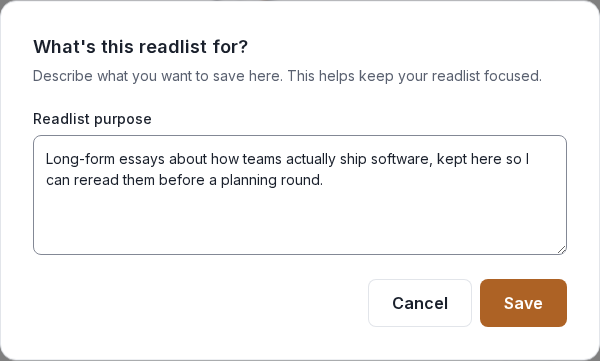 What's this readlist for?
Describe what you want to save here. This helps keep your readlist focused.
Readlist purpose
Long-form essays about how teams actually ship software, kept here so I
can reread them before a planning round.
Cancel
Save